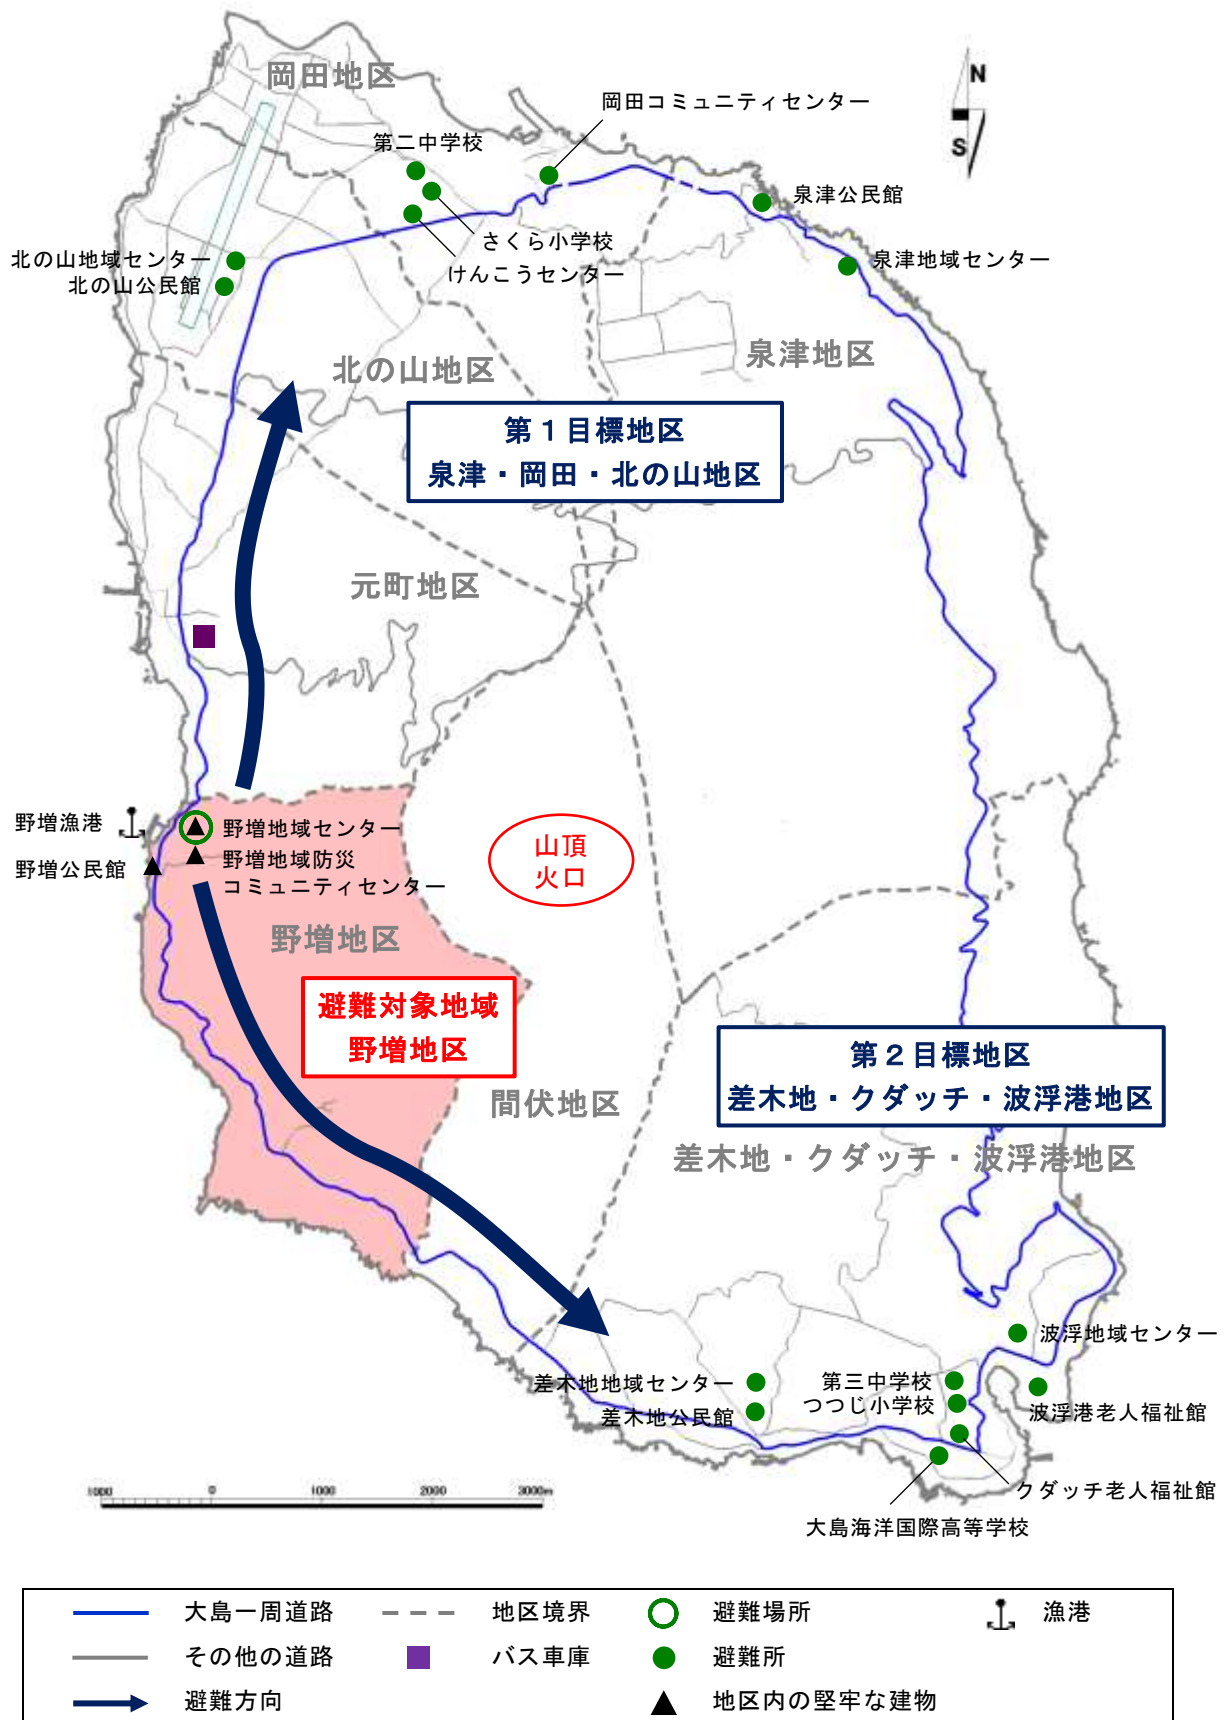 岡田地区
N
S
岡田コミュニティセンター
第二中学校
泉津公民館
さくら小学校
けんこうセンター
北の山地域センター
北の山公民館
泉津地域センター
北の山地区
泉津地区
第1目標地区
泉津・岡田・北の山地区
元町地区
野増漁港
野増地域センター
野増公民館
野増地域防災
コミュニティセンター
山頂
火口
野増地区
避難対象地域
野増地区
間伏地区
第2目標地区
差木地・クダッチ・波浮港地区
差木地・クダッチ・波浮港地区
波浮地域センター
差木地地域センター
差木地公民館
第三中学校
つつじ小学校
波浮港老人福祉館
クダッチ老人福祉館
大島海洋国際高等学校
1000 0 1000 2000 3000m
大島一周道路 地区境界 避難場所 漁港
その他の道路 バス車庫 避難所
避難方向 地区内の堅牢な建物